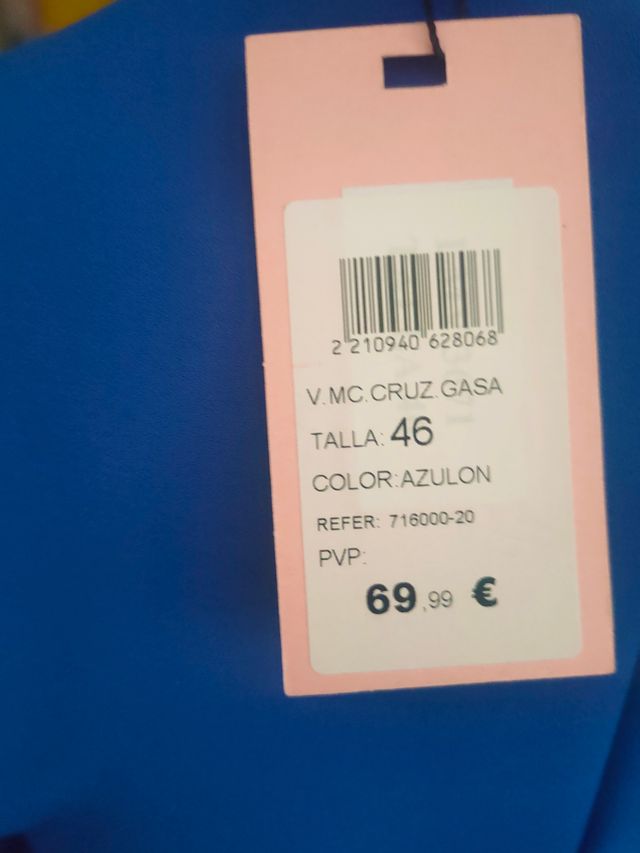 2 210940 628068
V.MC.CRUZ.GASA
TALLA: 46
COLOR:AZULON
REFER: 716000-20
PVP:
69,99 €